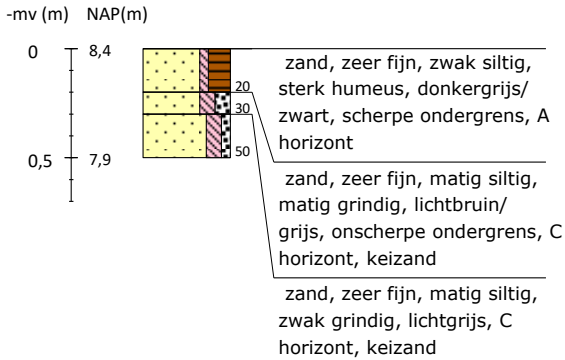 -mv (m) NAP(m)
0 8,4
20
30
0,5 7,9
50
zand, zeer fijn, zwak siltig,
sterk humeus, donkergrijs/
zwart, scherpe ondergrens, A
horizont
zand, zeer fijn, matig siltig,
matig grindig, lichtbruin/
grijs, onscherpe ondergrens, C
horizont, keizand
zand, zeer fijn, matig siltig,
zwak grindig, lichtgrijs, C
horizont, keizand